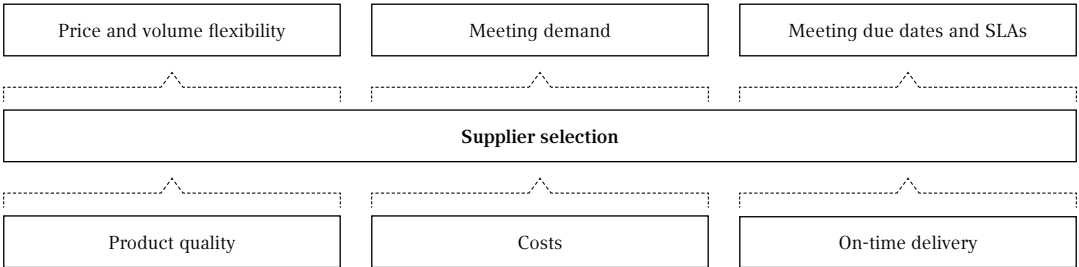 Price and volume flexibility
Meeting demand
Meeting due dates and SLAs
Supplier selection
Product quality
Costs
On-time delivery